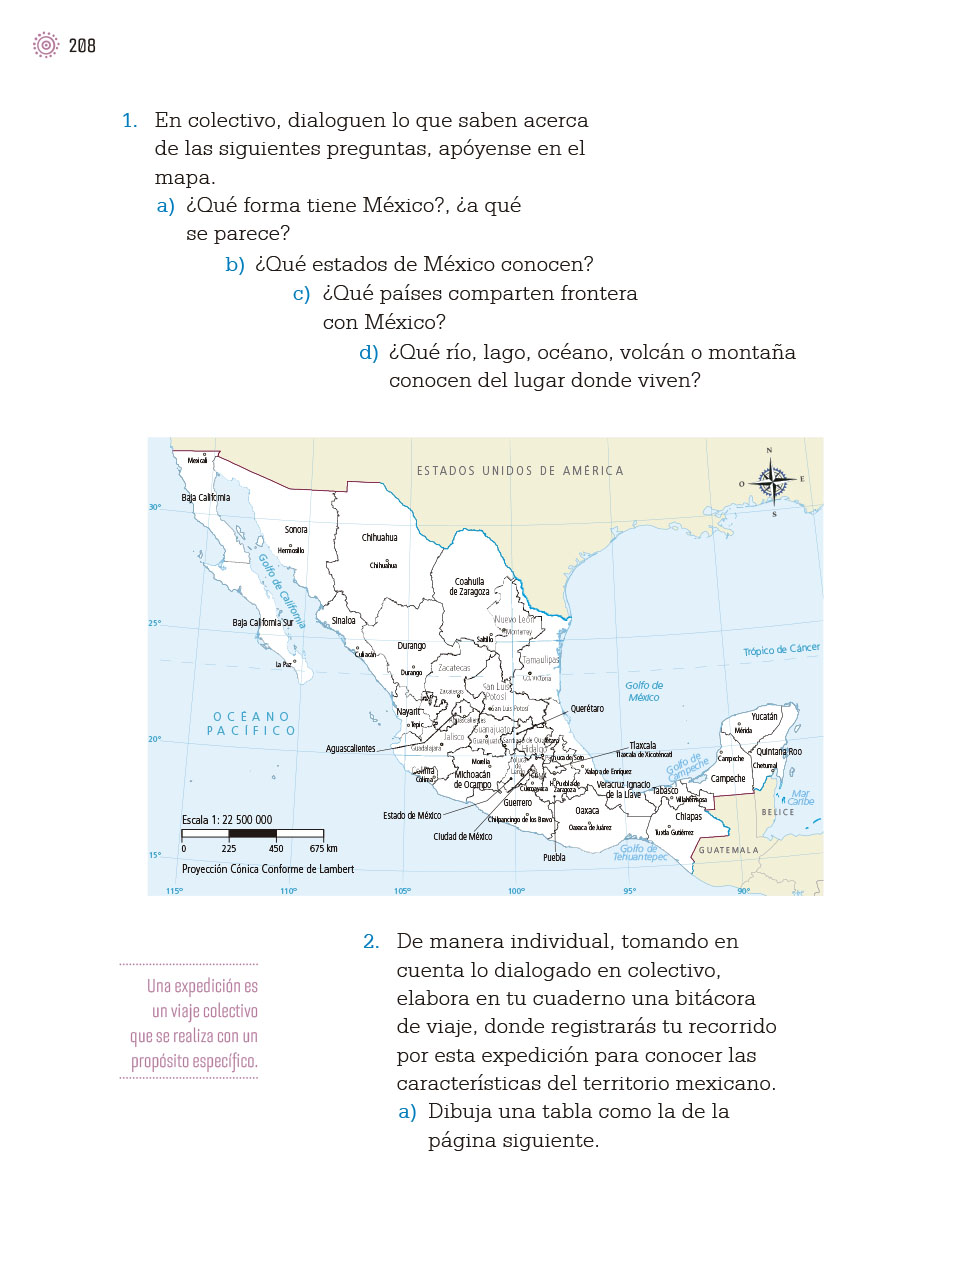 208
1. En colectivo, dialoguen lo que saben acerca
de las siguientes preguntas, apóyense en el
mapa.
a) ¿Qué forma tiene México?, ¿a qué
se parece?
b) ¿Qué estados de México conocen?
c) ¿Qué países comparten frontera
con México?
d) ¿Qué río, lago, océano, volcán o montaña
conocen del lugar donde viven?
ESTADOS UNIDOS DE AMÉRICA
N
O
E
S
Mexicali
Baja California
30°
Sonora
Hermosillo
Chihuahua
Chihuahua
Golfo de California
Coahuila
de Zaragoza
25°
Baja California Sur
Sinaloa
Nuevo León
Monterrey
Saltillo
Culiacán
Durango
Durango
La Paz
Zacatecas
Zacatecas
Tamaulipas
Trópico de Cáncer
San Luis
Potosí
San Luis Potosí
Golfo de
México
OCÉANO
PACÍFICO
Nayarit
Tepic
1
Aguascalientes
Querétaro
Yucatán
Mérida
20°
Jalisco
Guadalajara
Guanajuato
Guanajuato
Santiago de
Hidalgo
Pachuca de Soto
Aguascalientes
Tlaxcala
Tlaxcala de Xicoténcatl
Quintana Roo
Chetumal
Campeche
Campeche
Golfo de
Campeche
Colima
Colima
Morelia
Michoacán
de Ocampo
Toluca
de
Xalapa de Enríquez
H. Puebla de
Zaragoza
Cuernavaca
Veracruz Ignacio
de la Llave
Tabasco
Villahermosa
Mar
Caribe
BELICE
Guerrero
Chilpancingo de los Bravo
Oaxaca
Oaxaca de Juárez
Chiapas
Tuxtla Gutiérrez
Estado de México
Ciudad de México
Puebla
Golfo de
Tehuantepec
GUATEMALA
Escala 1: 22 500 000
0 225 450 675 km
15°
Proyección Cónica Conforme de Lambert
115° 110° 105° 100° 95° 90°
2. De manera individual, tomando en
cuenta lo dialogado en colectivo,
elabora en tu cuaderno una bitácora
de viaje, donde registrarás tu recorrido
por esta expedición para conocer las
características del territorio mexicano.
a) Dibuja una tabla como la de la
página siguiente.
Una expedición es
un viaje colectivo
que se realiza con un
propósito específico.